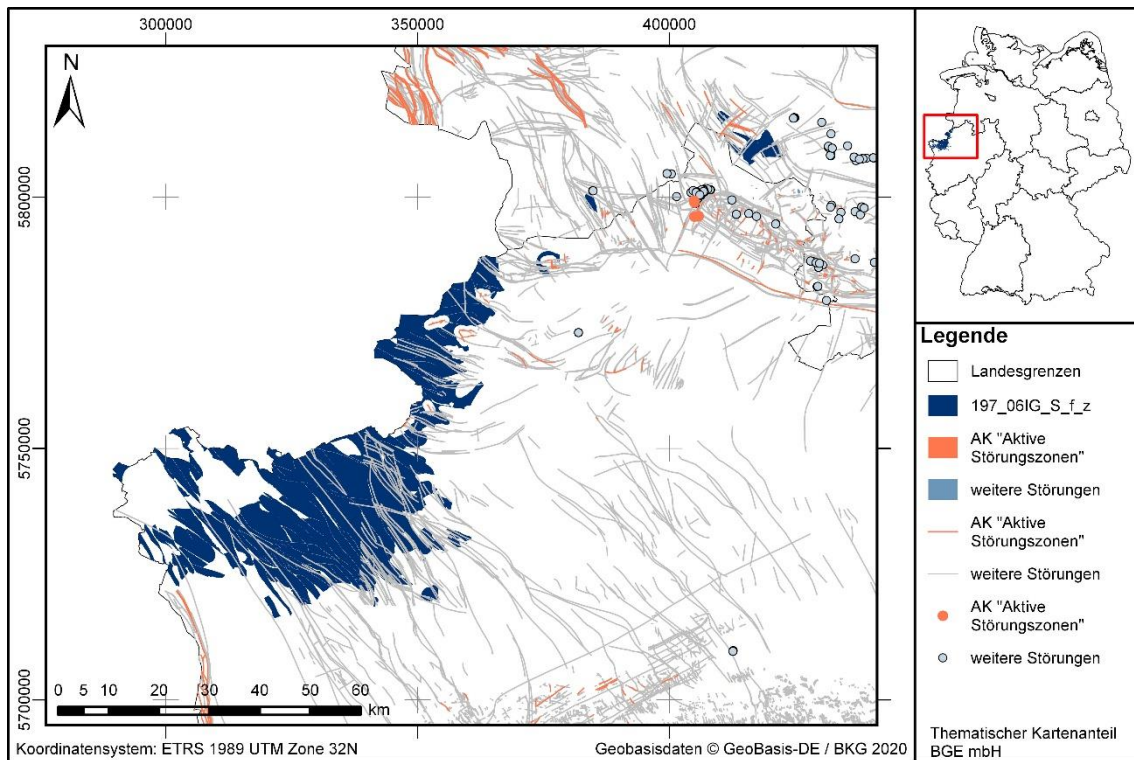 300000 350000 400000
N
5800000
5750000
5700000
0 5 10 20 30 40 50 60
km
Koordinatensystem: ETRS 1989 UTM Zone 32N
Geobasisdaten © GeoBasis-DE / BKG 2020
Legende
Landesgrenzen
197_06IG_S_f_z
AK "Aktive
Störungszonen"
weitere Störungen
AK "Aktive
Störungszonen"
weitere Störungen
AK "Aktive
Störungszonen"
weitere Störungen
Thematischer Kartenanteil
BGE mbH